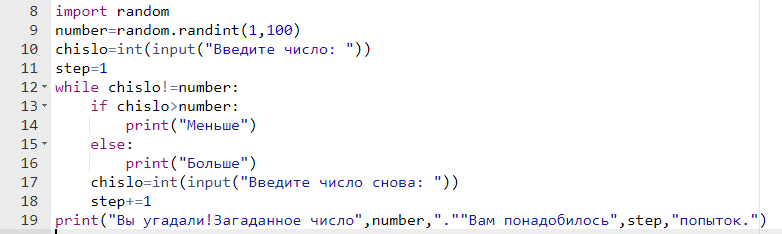 8 import random
9 number=random.randint(1,100)
10 chislo=int(input("Введите число: "))
11 step=1
12 while chislo!=number:
13     if chislo>number:
14         print("Меньше")
15     else:
16         print("Больше")
17     chislo=int(input("Введите число снова: "))
18     step+=1
19 print("Вы угадали!Загаданное число",number,".""Вам понадобилось",step,"попыток.")